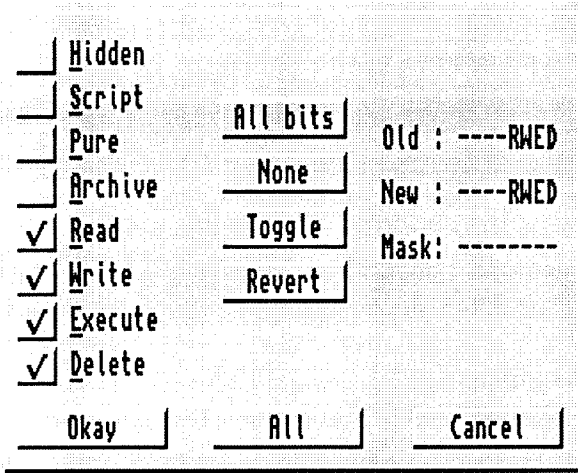 Hidden
Script
Pure
Archive
Read
Write
Execute
Delete
All bits
None
Toggle
Revert
Old : ----RWED
New : ----RWED
Mask: --------
Okay
All
Cancel